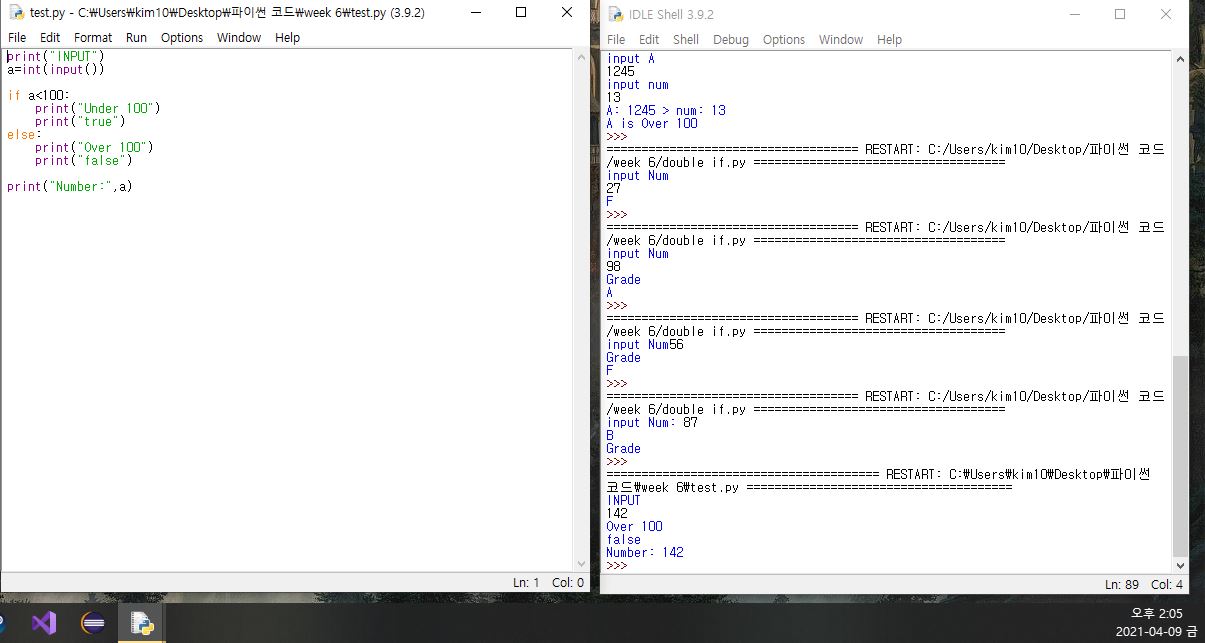 test.py - C:₩Users₩kim10₩Desktop₩파이썬 코드₩week 6₩test.py (3.9.2)
File Edit Format Run Options Window Help
print("INPUT")
a=int(input())
if a<100:
    print("Under 100")
    print("true")
else:
    print("Over 100")
    print("false")
print("Number:",a)
Ln: 1 Col: 0
IDLE Shell 3.9.2
File Edit Shell Debug Options Window Help
input A
1245
input num
13
A: 1245 > num: 13
A is Over 100
>>>
==================================== RESTART: C:/Users/kim10/Desktop/파이썬 코드
/week 6/double if.py ====================================
input Num
27
F
>>>
==================================== RESTART: C:/Users/kim10/Desktop/파이썬 코드
/week 6/double if.py ====================================
input Num
98
Grade
A
>>>
==================================== RESTART: C:/Users/kim10/Desktop/파이썬 코드
/week 6/double if.py ====================================
input Num56
Grade
F
>>>
==================================== RESTART: C:/Users/kim10/Desktop/파이썬 코드
/week 6/double if.py ====================================
input Num: 87
B
Grade
>>>
======================================= RESTART: C:₩Users₩kim10₩Desktop₩파이썬
코드₩week 6₩test.py ======================================
INPUT
142
Over 100
false
Number: 142
>>>
Ln: 89 Col: 4
오후 2:05
2021-04-09 금